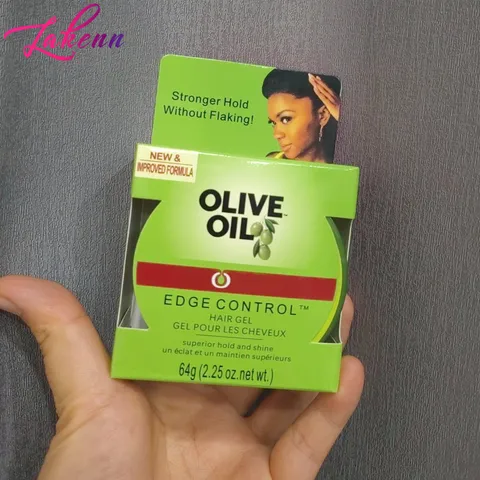 Lakenn
Stronger Hold
Without Flaking!
NEW &
IMPROVED FORMULA
OLIVE™
OIL
EDGE CONTROL™
HAIR GEL
GEL POUR LES CHEVEUX
superior hold and shine
un éclat et un maintien supérieurs
64g (2.25 oz.net wt.)